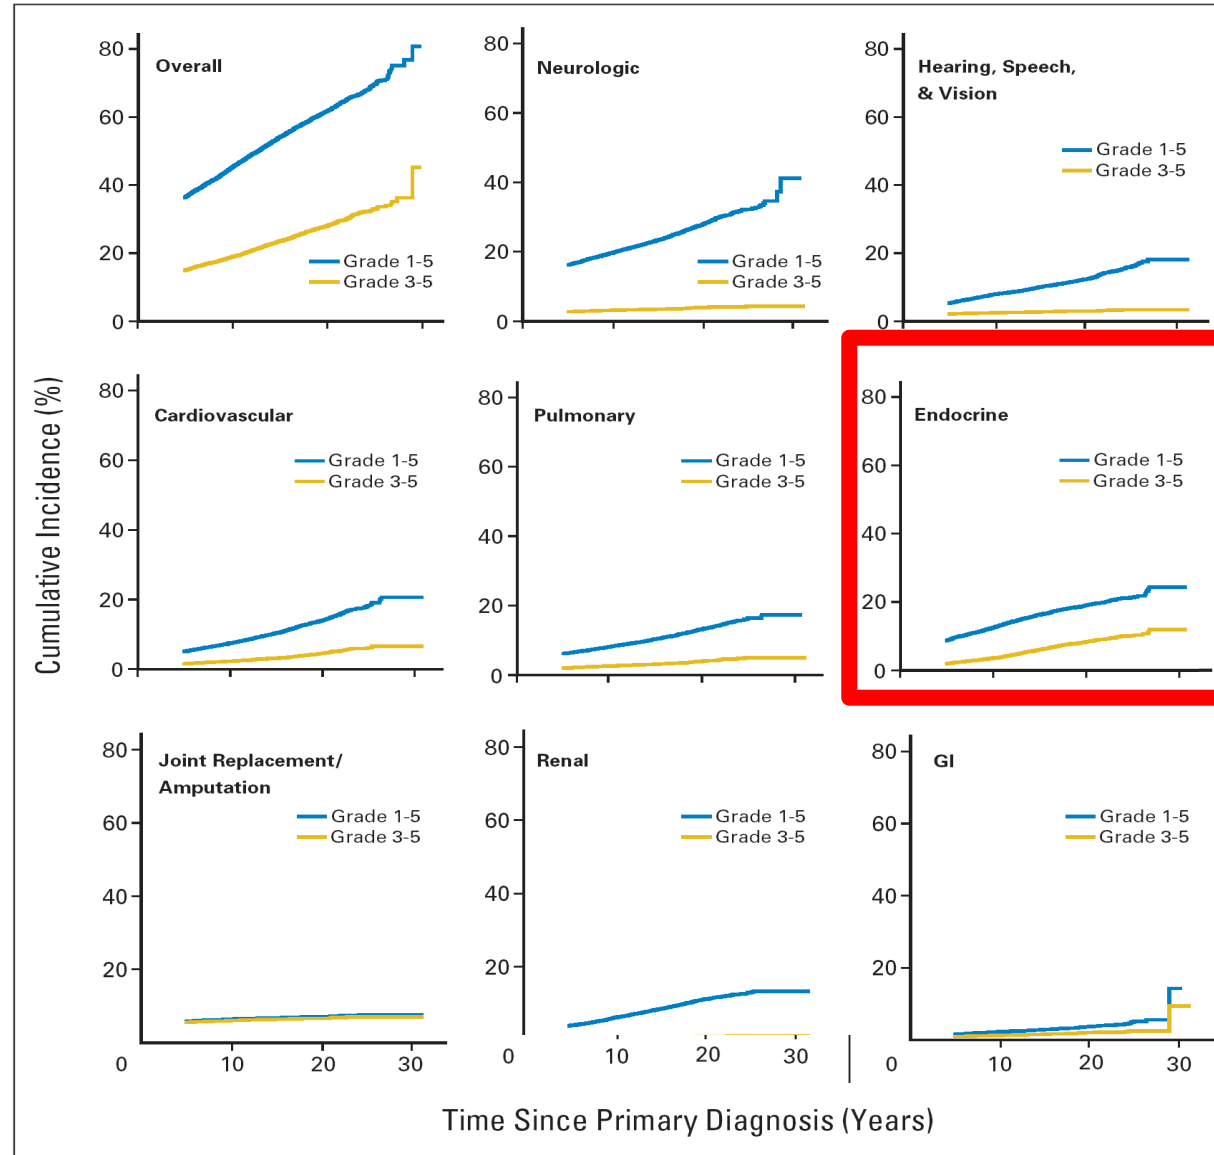 80
60
40
20
0
Overall
Grade 1-5
Grade 3-5
80
60
40
20
0
Neurologic
Grade 1-5
Grade 3-5
80
60
40
20
0
Hearing, Speech,
& Vision
Grade 1-5
Grade 3-5
Cumulative Incidence (%)
80
60
40
20
0
Cardiovascular
Grade 1-5
Grade 3-5
80
60
40
20
0
Pulmonary
Grade 1-5
Grade 3-5
80
60
40
20
0
Endocrine
Grade 1-5
Grade 3-5
80
60
40
20
Joint Replacement/
Amputation
Grade 1-5
Grade 3-5
0 10 20 30
80
60
40
20
Renal
Grade 1-5
Grade 3-5
0 10 20 30
80
60
40
20
GI
Grade 1-5
Grade 3-5
0 10 20 30
Time Since Primary Diagnosis (Years)